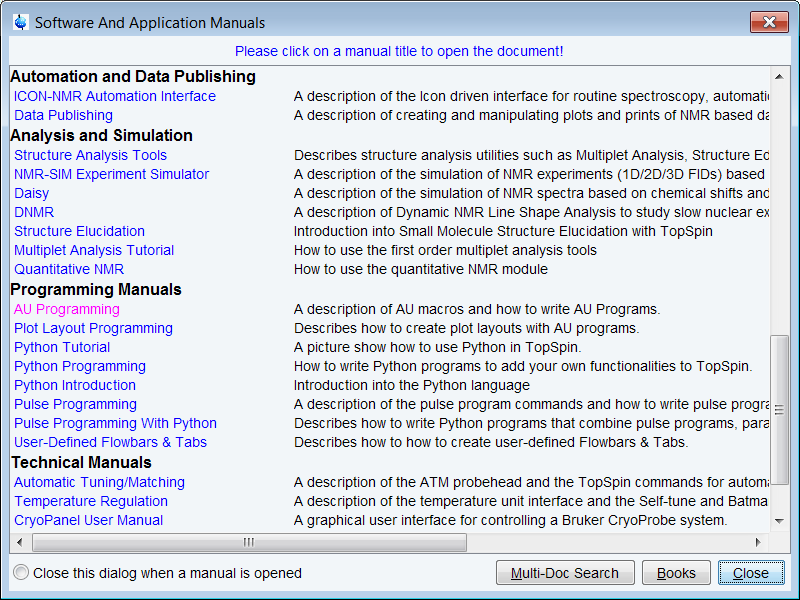 Software And Application Manuals
Please click on a manual title to open the document!
Automation and Data Publishing
ICON-NMR Automation Interface A description of the Icon driven interface for routine spectroscopy, automati
Data Publishing A description of creating and manipulating plots and prints of NMR based da
Analysis and Simulation
Structure Analysis Tools Describes structure analysis utilities such as Multiplet Analysis, Structure Ed
NMR-SIM Experiment Simulator A description of the simulation of NMR experiments (1D/2D/3D FIDs) based
Daisy A description of the simulation of NMR spectra based on chemical shifts and
DNMR A description of Dynamic NMR Line Shape Analysis to study slow nuclear ex
Structure Elucidation Introduction into Small Molecule Structure Elucidation with TopSpin
Multiplet Analysis Tutorial How to use the first order multiplet analysis tools
Quantitative NMR How to use the quantitative NMR module
Programming Manuals
AU Programming A description of AU macros and how to write AU Programs.
Plot Layout Programming Describes how to create plot layouts with AU programs.
Python Tutorial A picture show how to use Python in TopSpin.
Python Programming How to write Python programs to add your own functionalities to TopSpin.
Python Introduction Introduction into the Python language
Pulse Programming A description of the pulse program commands and how to write pulse progra
Pulse Programming With Python Describes how to write Python programs that combine pulse programs, para
User-Defined Flowbars & Tabs Describes how to how to create user-defined Flowbars & Tabs.
Technical Manuals
Automatic Tuning/Matching A description of the ATM probehead and the TopSpin commands for automa
Temperature Regulation A description of the temperature unit interface and the Self-tune and Batma
CryoPanel User Manual A graphical user interface for controlling a Bruker CryoProbe system.
Close this dialog when a manual is opened Multi-Doc Search Books Close